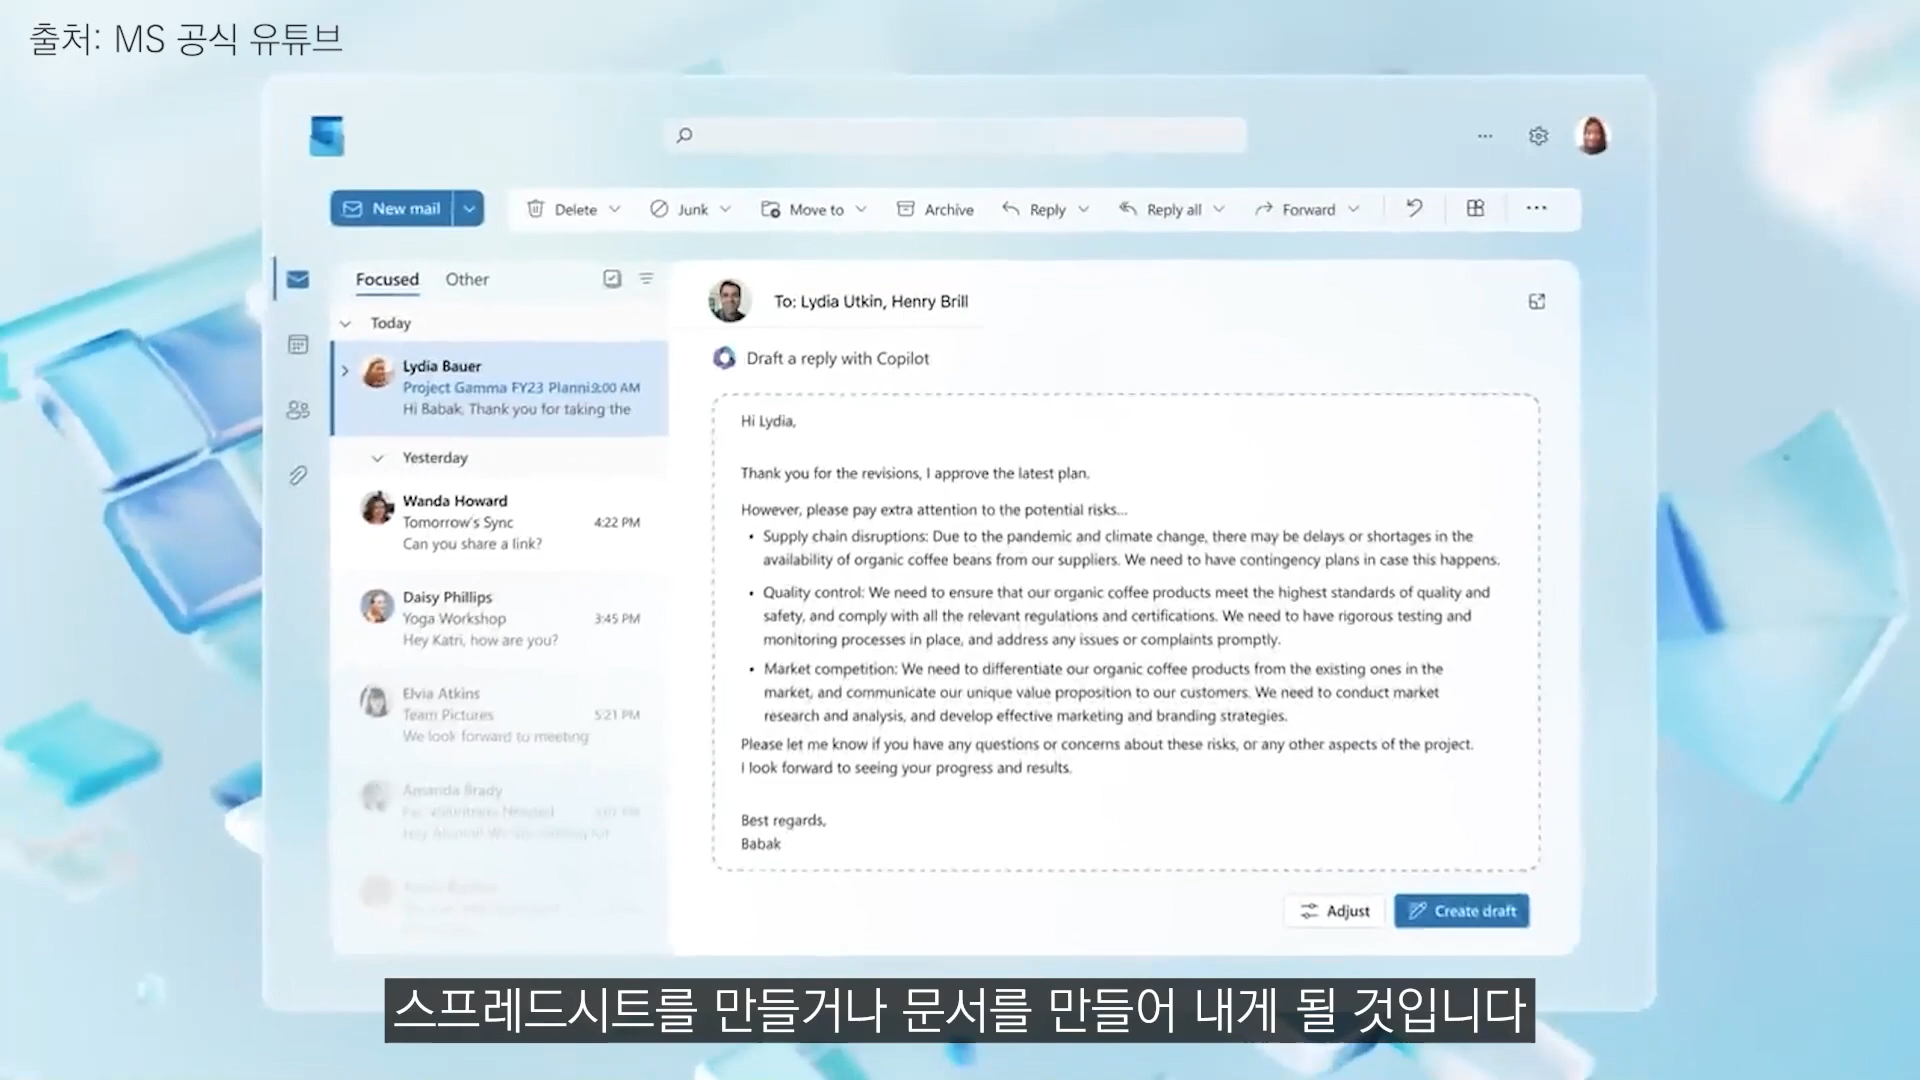 출처: MS 공식 유튜브
New mail
Delete
Junk
Move to
Archive
Reply
Reply all
Forward
Focused
Other
Today
Lydia Bauer
Project Gamma FY23 Planni9:00 AM
Hi Babak, Thank you for taking the
Yesterday
Wanda Howard
Tomorrow's Sync 4:22 PM
Can you share a link?
Daisy Phillips
Yoga Workshop 3:45 PM
Hey Katri, how are you?
Elvia Atkins
Team Pictures 5:21 PM
We look forward to meeting
Amanda Brady
To: Lydia Utkin, Henry Brill
Draft a reply with Copilot
Hi Lydia,
Thank you for the revisions, I approve the latest plan.
However, please pay extra attention to the potential risks...
• Supply chain disruptions: Due to the pandemic and climate change, there may be delays or shortages in the
availability of organic coffee beans from our suppliers. We need to have contingency plans in case this happens.
• Quality control: We need to ensure that our organic coffee products meet the highest standards of quality and
safety, and comply with all the relevant regulations and certifications. We need to have rigorous testing and
monitoring processes in place, and address any issues or complaints promptly.
• Market competition: We need to differentiate our organic coffee products from the existing ones in the
market, and communicate our unique value proposition to our customers. We need to conduct market
research and analysis, and develop effective marketing and branding strategies.
Please let me know if you have any questions or concerns about these risks, or any other aspects of the project.
I look forward to seeing your progress and results.
Best regards,
Babak
Adjust
Create draft
스프레드시트를 만들거나 문서를 만들어 내게 될 것입니다